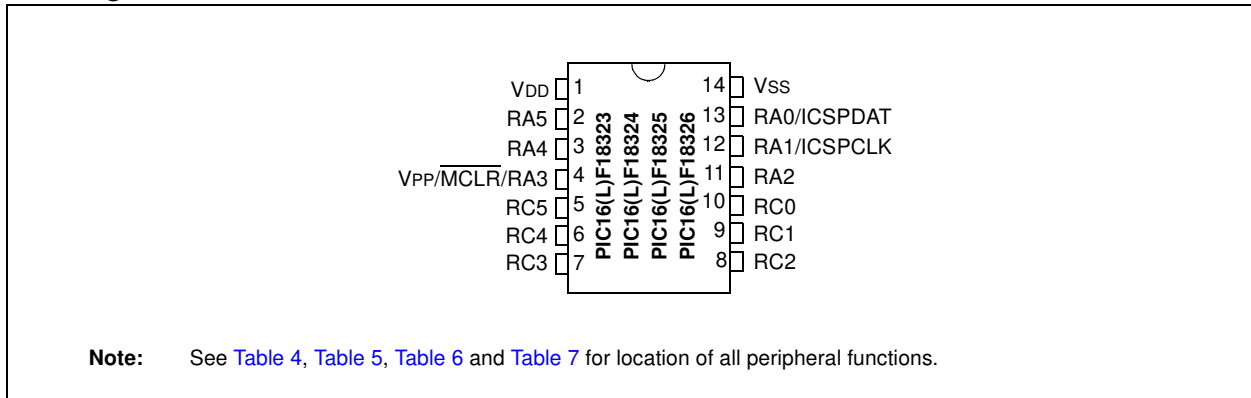 VDD 1 14 VSS
RA5 2 13 RA0/ICSPDAT
RA4 3 12 RA1/ICSPCLK
VPP/MCLR/RA3 4 11 RA2
RC5 5 10 RC0
RC4 6 9 RC1
RC3 7 8 RC2
PIC16(L)F18323
PIC16(L)F18324
PIC16(L)F18325
PIC16(L)F18326
Note: See Table 4, Table 5, Table 6 and Table 7 for location of all peripheral functions.